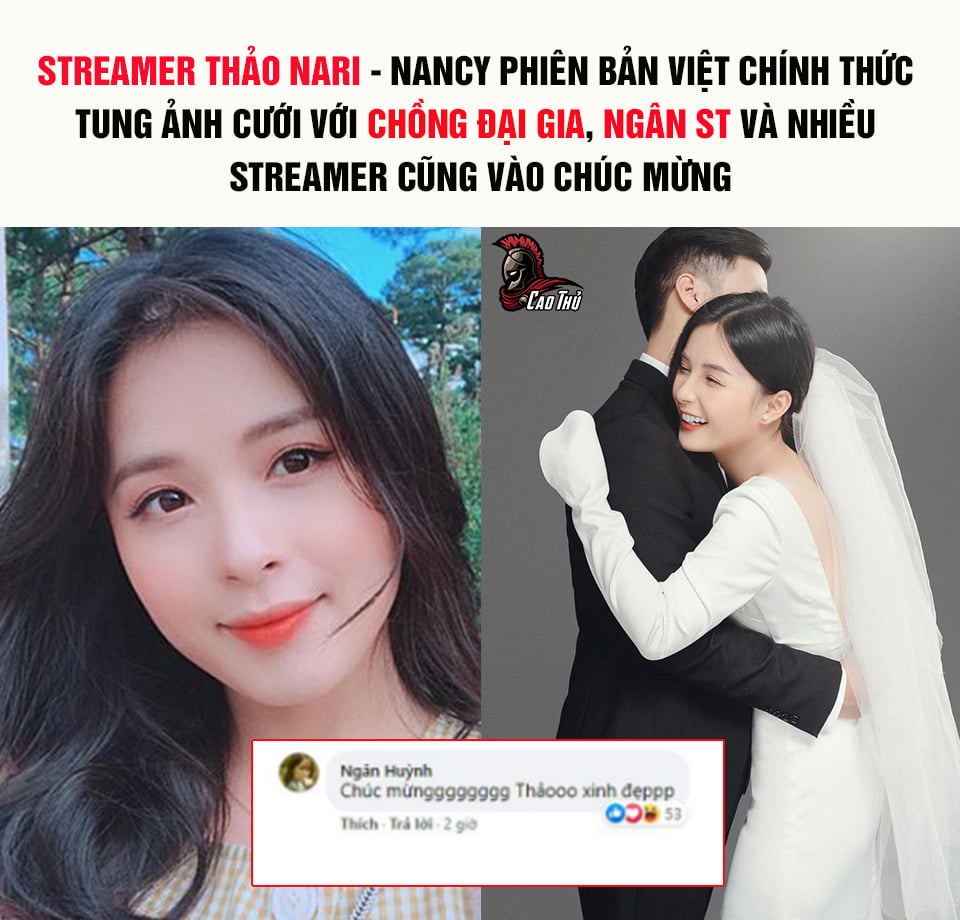 STREAMER THẢO NARI - NANCY PHIÊN BẢN VIỆT CHÍNH THỨC
TUNG ẢNH CƯỚI VỚI CHỒNG ĐẠI GIA, NGÂN ST VÀ NHIỀU
STREAMER CŨNG VÀO CHÚC MỪNG
CAO THỦ
Ngân Huỳnh
Chúc mừngggggggg Thảooo xinh đẹppp
53
Thích · Trả lời · 2 giờ